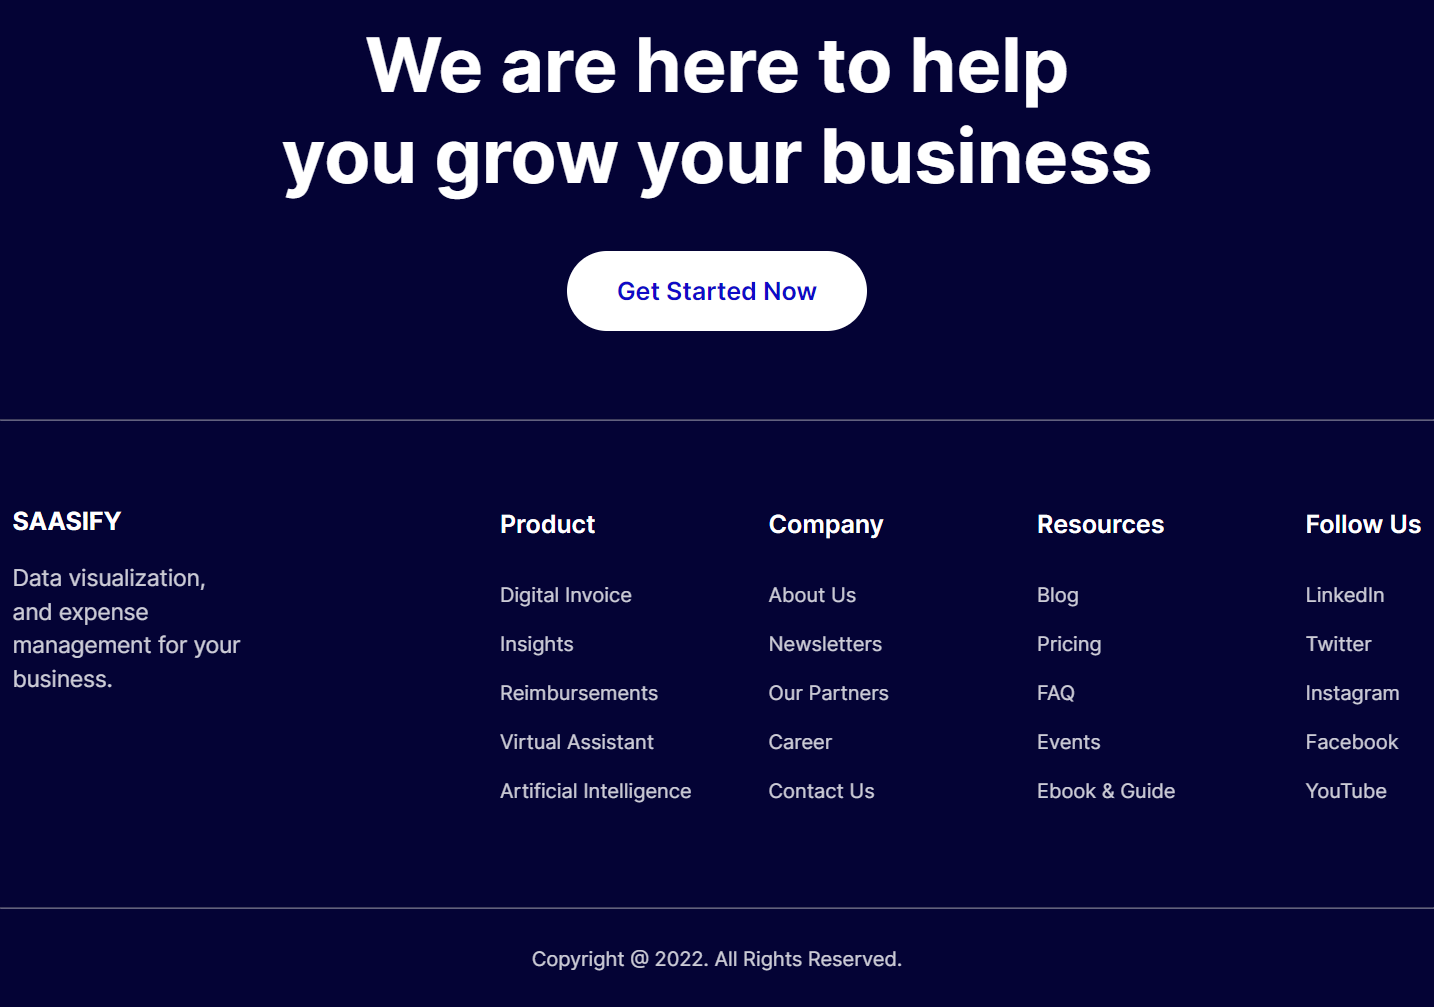 We are here to help
you grow your business
Get Started Now
SAASIFY
Data visualization,
and expense
management for your
business.
Product
Digital Invoice
Insights
Reimbursements
Virtual Assistant
Artificial Intelligence
Company
About Us
Newsletters
Our Partners
Career
Contact Us
Resources
Blog
Pricing
FAQ
Events
Ebook & Guide
Follow Us
LinkedIn
Twitter
Instagram
Facebook
YouTube
Copyright @ 2022. All Rights Reserved.